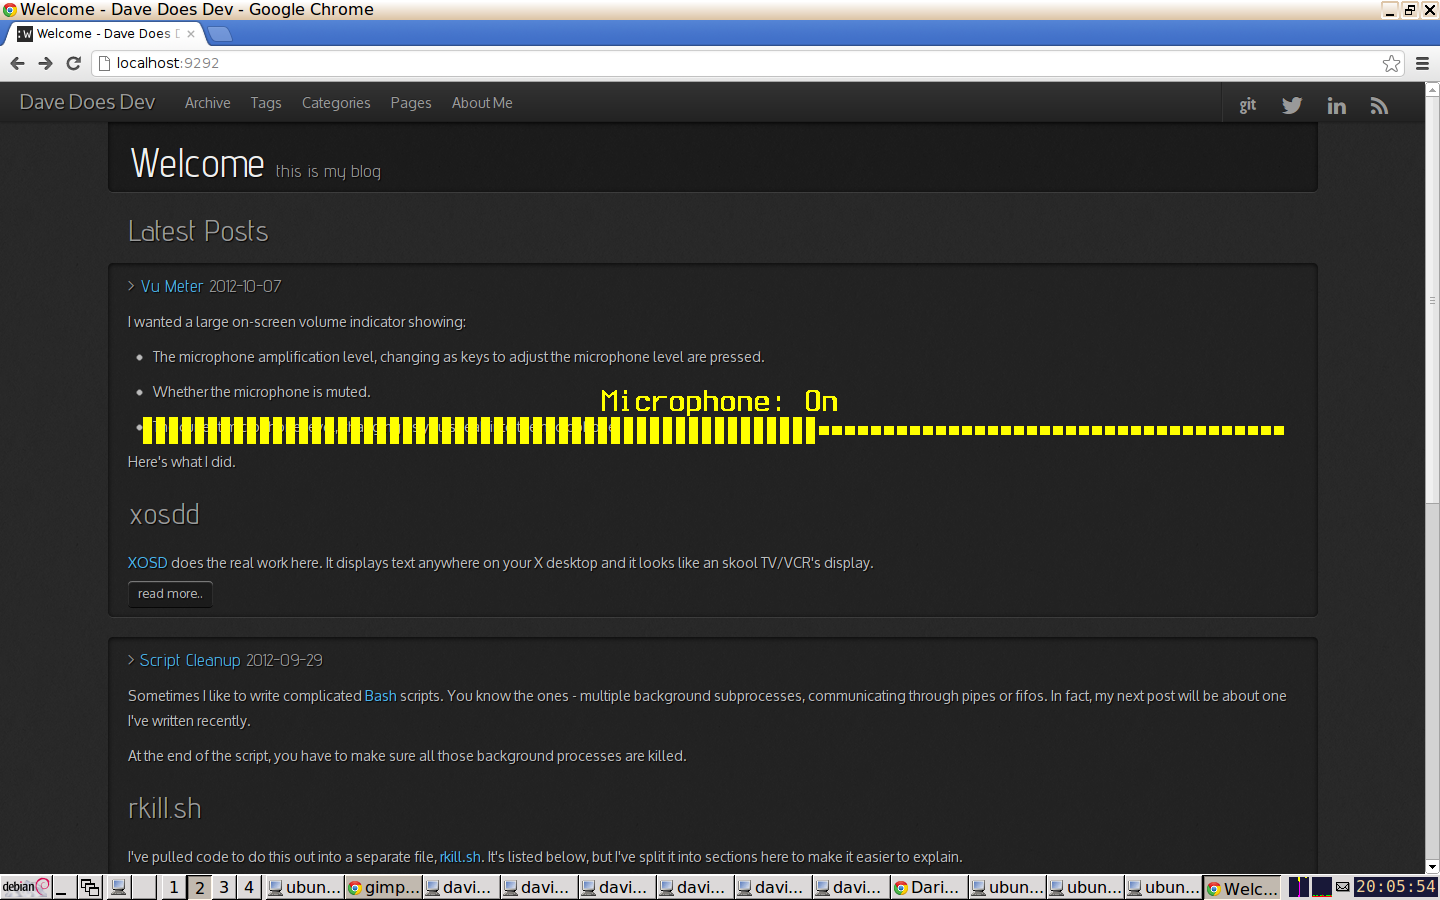 Welcome - Dave Does Dev - Google Chrome
:W Welcome - Dave Does D
localhost:9292
Dave Does Dev Archive Tags Categories Pages About Me git in
Welcome this is my blog
Latest Posts
> Vu Meter 2012-10-07
I wanted a large on-screen volume indicator showing:
The microphone amplification level, changing as keys to adjust the microphone level are pressed.
Whether the microphone is muted.
Microphone: On
Here's what I did.
xosdd
XOSD does the real work here. It displays text anywhere on your X desktop and it looks like an skool TV/VCR's display.
read more..
> Script Cleanup 2012-09-29
Sometimes I like to write complicated Bash scripts. You know the ones - multiple background subprocesses, communicating through pipes or fifos. In fact, my next post will be about one
I've written recently.
At the end of the script, you have to make sure all those background processes are killed.
rkill.sh
I've pulled code to do this out into a separate file, rkill.sh. It's listed below, but I've split it into sections here to make it easier to explain.
debian 1 2 3 4 ubun... gimp... davi... davi... davi... davi... davi... davi... Dari... ubun... ubun... ubun... Welc... 20:05:54